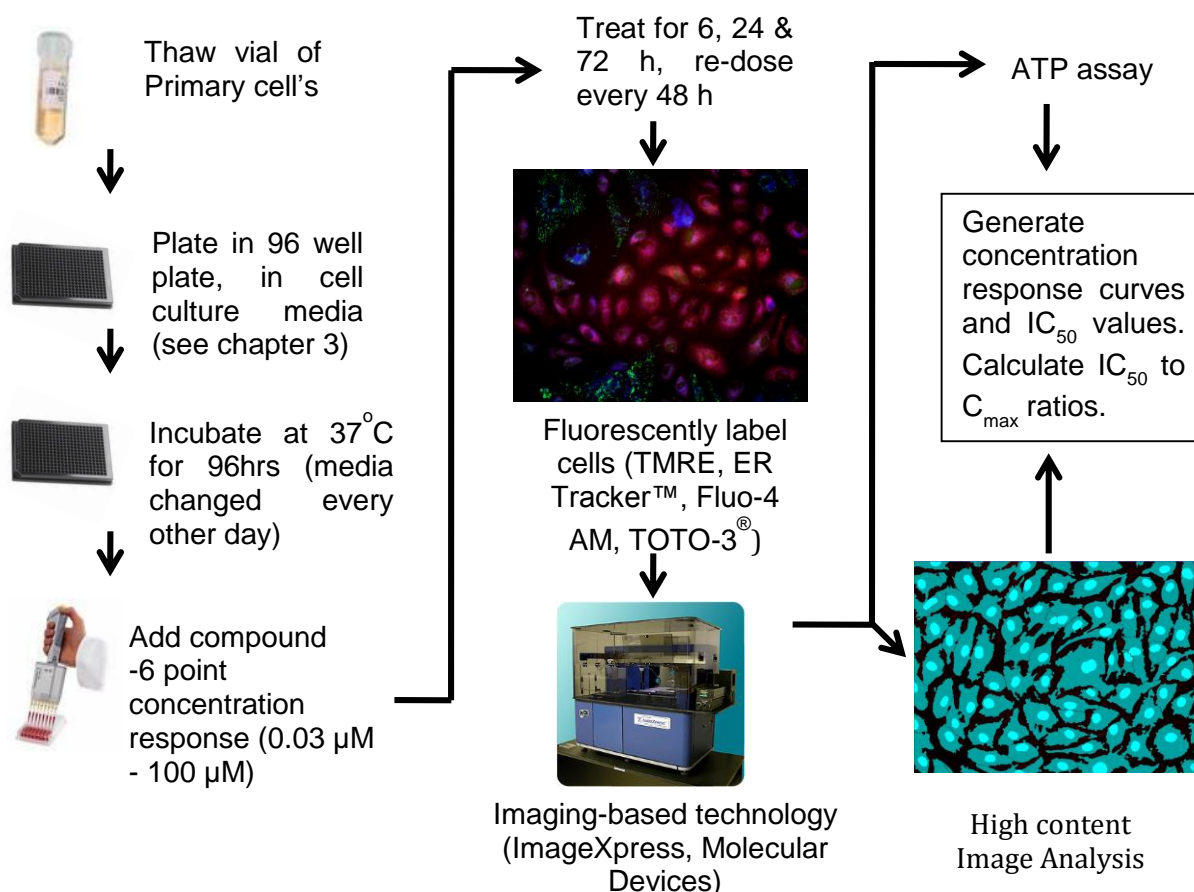 Thaw vial of
Primary cell's
Plate in 96 well
plate, in cell
culture media
(see chapter 3)
Incubate at 37°C
for 96hrs (media
changed every
other day)
Add compound
-6 point
concentration
response (0.03 µM
- 100 µM)
Treat for 6, 24 &
72 h, re-dose
every 48 h
Fluorescently label
cells (TMRE, ER
Tracker™, Fluo-4
AM, TOTO-3®)
Imaging-based technology
(ImageXpress, Molecular
Devices)
ATP assay
Generate
concentration
response curves
and IC₅₀ values.
Calculate IC₅₀ to
Cₘₐₓ ratios.
High content
Image Analysis